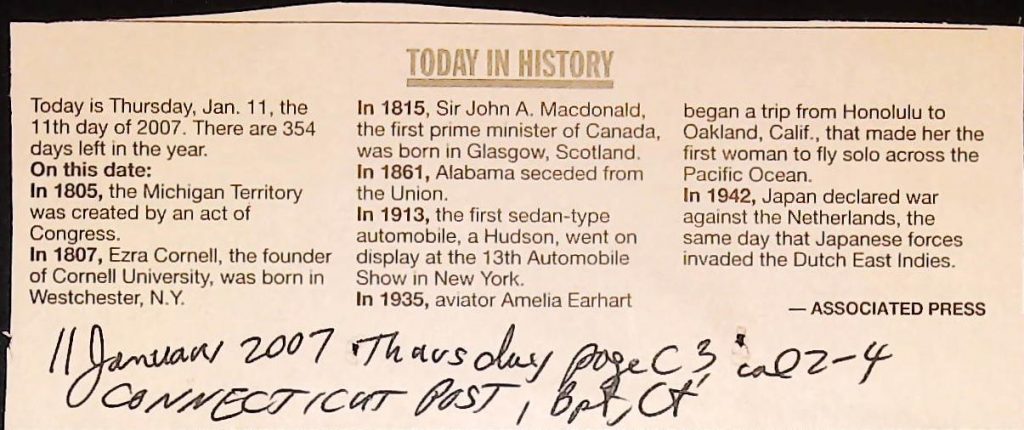 TODAY IN HISTORY
Today is Thursday, Jan. 11, the
11th day of 2007. There are 354
days left in the year.
On this date:
In 1805, the Michigan Territory
was created by an act of
Congress.
In 1807, Ezra Cornell, the founder
of Cornell University, was born in
Westchester, N.Y.
In 1815, Sir John A. Macdonald,
the first prime minister of Canada,
was born in Glasgow, Scotland.
In 1861, Alabama seceded from
the Union.
In 1913, the first sedan-type
automobile, a Hudson, went on
display at the 13th Automobile
Show in New York.
In 1935, aviator Amelia Earhart
began a trip from Honolulu to
Oakland, Calif., that made her the
first woman to fly solo across the
Pacific Ocean.
In 1942, Japan declared war
against the Netherlands, the
same day that Japanese forces
invaded the Dutch East Indies.
— ASSOCIATED PRESS
11 January 2007 Thursday page C3, col 2-4
CONNECTICUT POST, Bpt, Ct